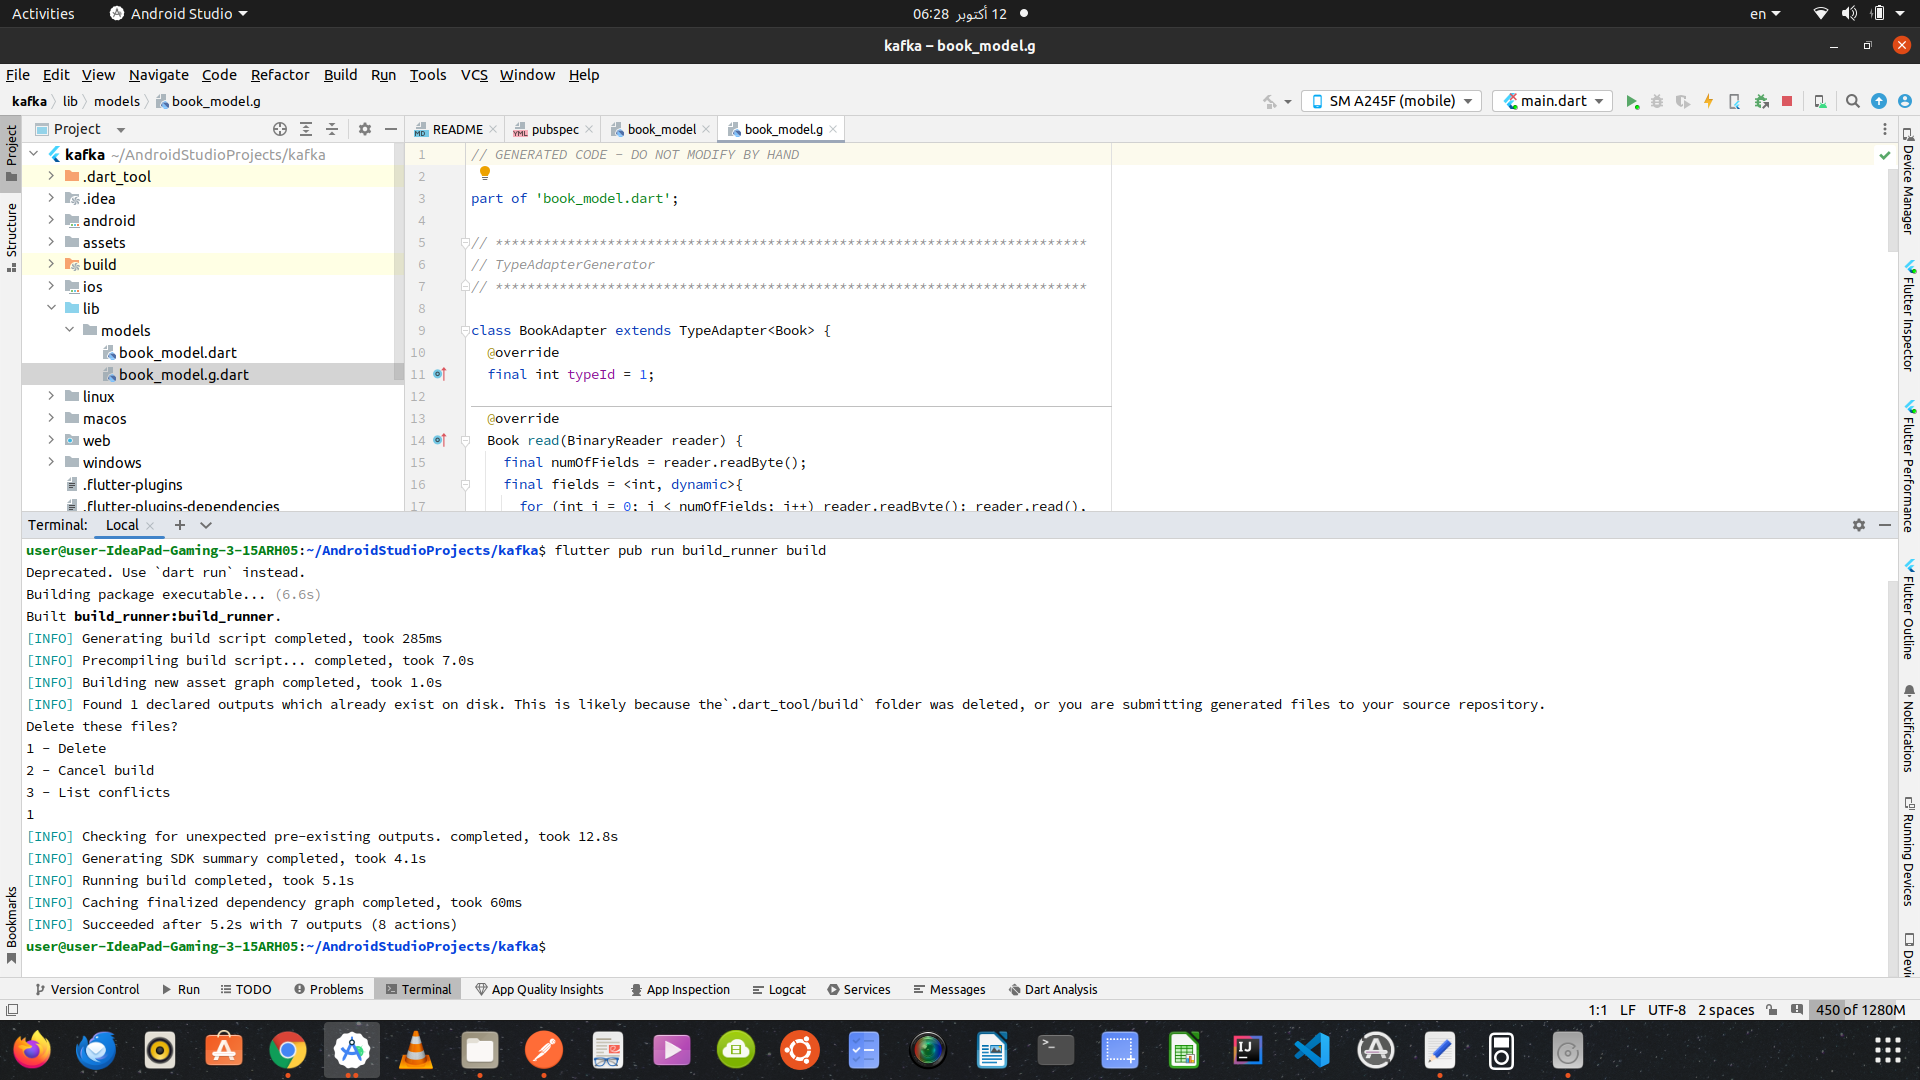 Activities
Android Studio
12 أكتوبر 06:28
en
kafka – book_model.g
File Edit View Navigate Code Refactor Build Run Tools VCS Window Help
kafka lib models book_model.g
SM A245F (mobile)
main.dart
Project
README
pubspec
book_model
book_model.g
kafka ~/AndroidStudioProjects/kafka
.dart_tool
.idea
android
assets
build
ios
lib
models
book_model.dart
book_model.g.dart
linux
macos
web
windows
.flutter-plugins
.flutter-plugins-dependencies
1 // GENERATED CODE - DO NOT MODIFY BY HAND
2
3 part of 'book_model.dart';
4
5 // **************************************************************************
6 // TypeAdapterGenerator
7 // **************************************************************************
8
9 class BookAdapter extends TypeAdapter<Book> {
10 @override
11 final int typeId = 1;
12
13 @override
14 Book read(BinaryReader reader) {
15 final numOfFields = reader.readByte();
16 final fields = <int, dynamic>{
17 for (int i = 0; i < numOfFields; i++) reader.readByte(): reader.read(),
Project
Structure
Bookmarks
Device Manager
Flutter Inspector
Flutter Performance
Flutter Outline
Notifications
Running Devices
Devi
Terminal: Local
user@user-IdeaPad-Gaming-3-15ARH05:~/AndroidStudioProjects/kafka$ flutter pub run build_runner build
Deprecated. Use `dart run` instead.
Building package executable... (6.6s)
Built build_runner:build_runner.
[INFO] Generating build script completed, took 285ms
[INFO] Precompiling build script... completed, took 7.0s
[INFO] Building new asset graph completed, took 1.0s
[INFO] Found 1 declared outputs which already exist on disk. This is likely because the`.dart_tool/build` folder was deleted, or you are submitting generated files to your source repository.
Delete these files?
1 - Delete
2 - Cancel build
3 - List conflicts
1
[INFO] Checking for unexpected pre-existing outputs. completed, took 12.8s
[INFO] Generating SDK summary completed, took 4.1s
[INFO] Running build completed, took 5.1s
[INFO] Caching finalized dependency graph completed, took 60ms
[INFO] Succeeded after 5.2s with 7 outputs (8 actions)
user@user-IdeaPad-Gaming-3-15ARH05:~/AndroidStudioProjects/kafka$
Version Control Run TODO Problems Terminal App Quality Insights App Inspection Logcat Services Messages Dart Analysis
1:1 LF UTF-8 2 spaces 450 of 1280M